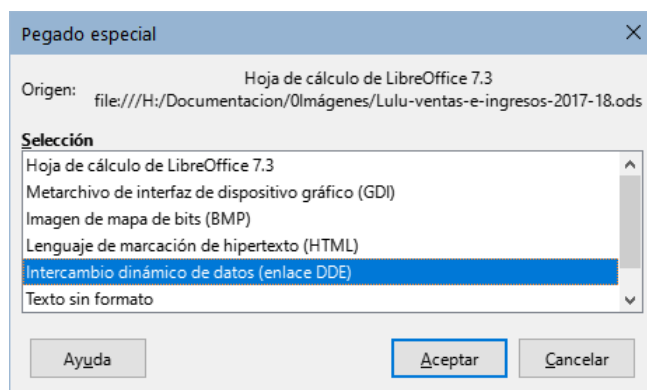 Pegado especial
Origen:
Hoja de cálculo de LibreOffice 7.3
file:///H:/Documentacion/0Imágenes/Lulu-ventas-e-ingresos-2017-18.ods
Selección
Hoja de cálculo de LibreOffice 7.3
Metarchivo de interfaz de dispositivo gráfico (GDI)
Imagen de mapa de bits (BMP)
Lenguaje de marcación de hipertexto (HTML)
Intercambio dinámico de datos (enlace DDE)
Texto sin formato
Ayuda
Aceptar
Cancelar